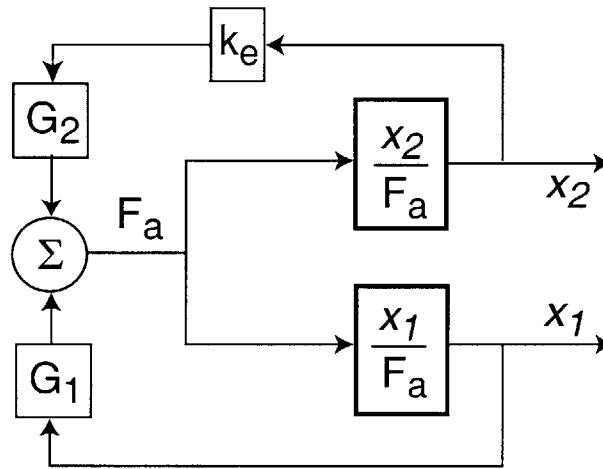 kₑ
G₂
x₂
Fₐ
x₂
Fₐ
Σ
x₁
Fₐ
x₁
G₁